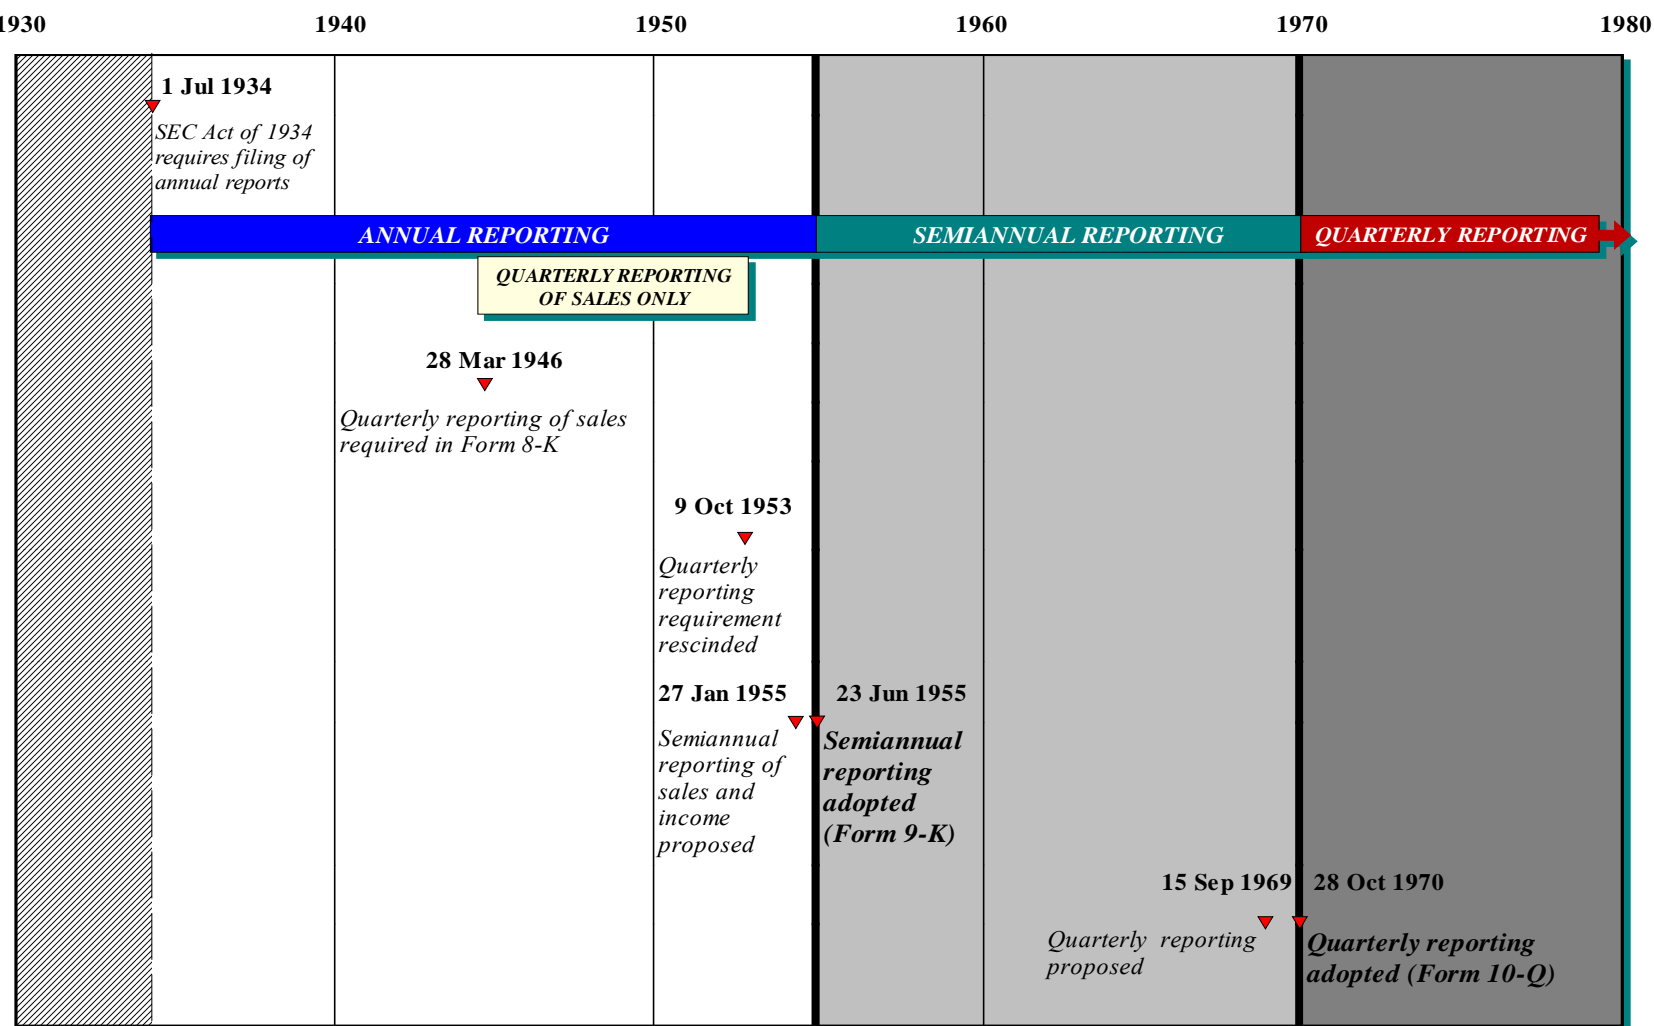 1930 1940 1950 1960 1970 1980
1 Jul 1934
SEC Act of 1934
requires filing of
annual reports
ANNUAL REPORTING
SEMIANNUAL REPORTING
QUARTERLY REPORTING
QUARTERLY REPORTING
OF SALES ONLY
28 Mar 1946
Quarterly reporting of sales
required in Form 8-K
9 Oct 1953
Quarterly
reporting
requirement
rescinded
27 Jan 1955
Semiannual
reporting of
sales and
income
proposed
23 Jun 1955
Semiannual
reporting
adopted
(Form 9-K)
15 Sep 1969
Quarterly reporting
proposed
28 Oct 1970
Quarterly reporting
adopted (Form 10-Q)